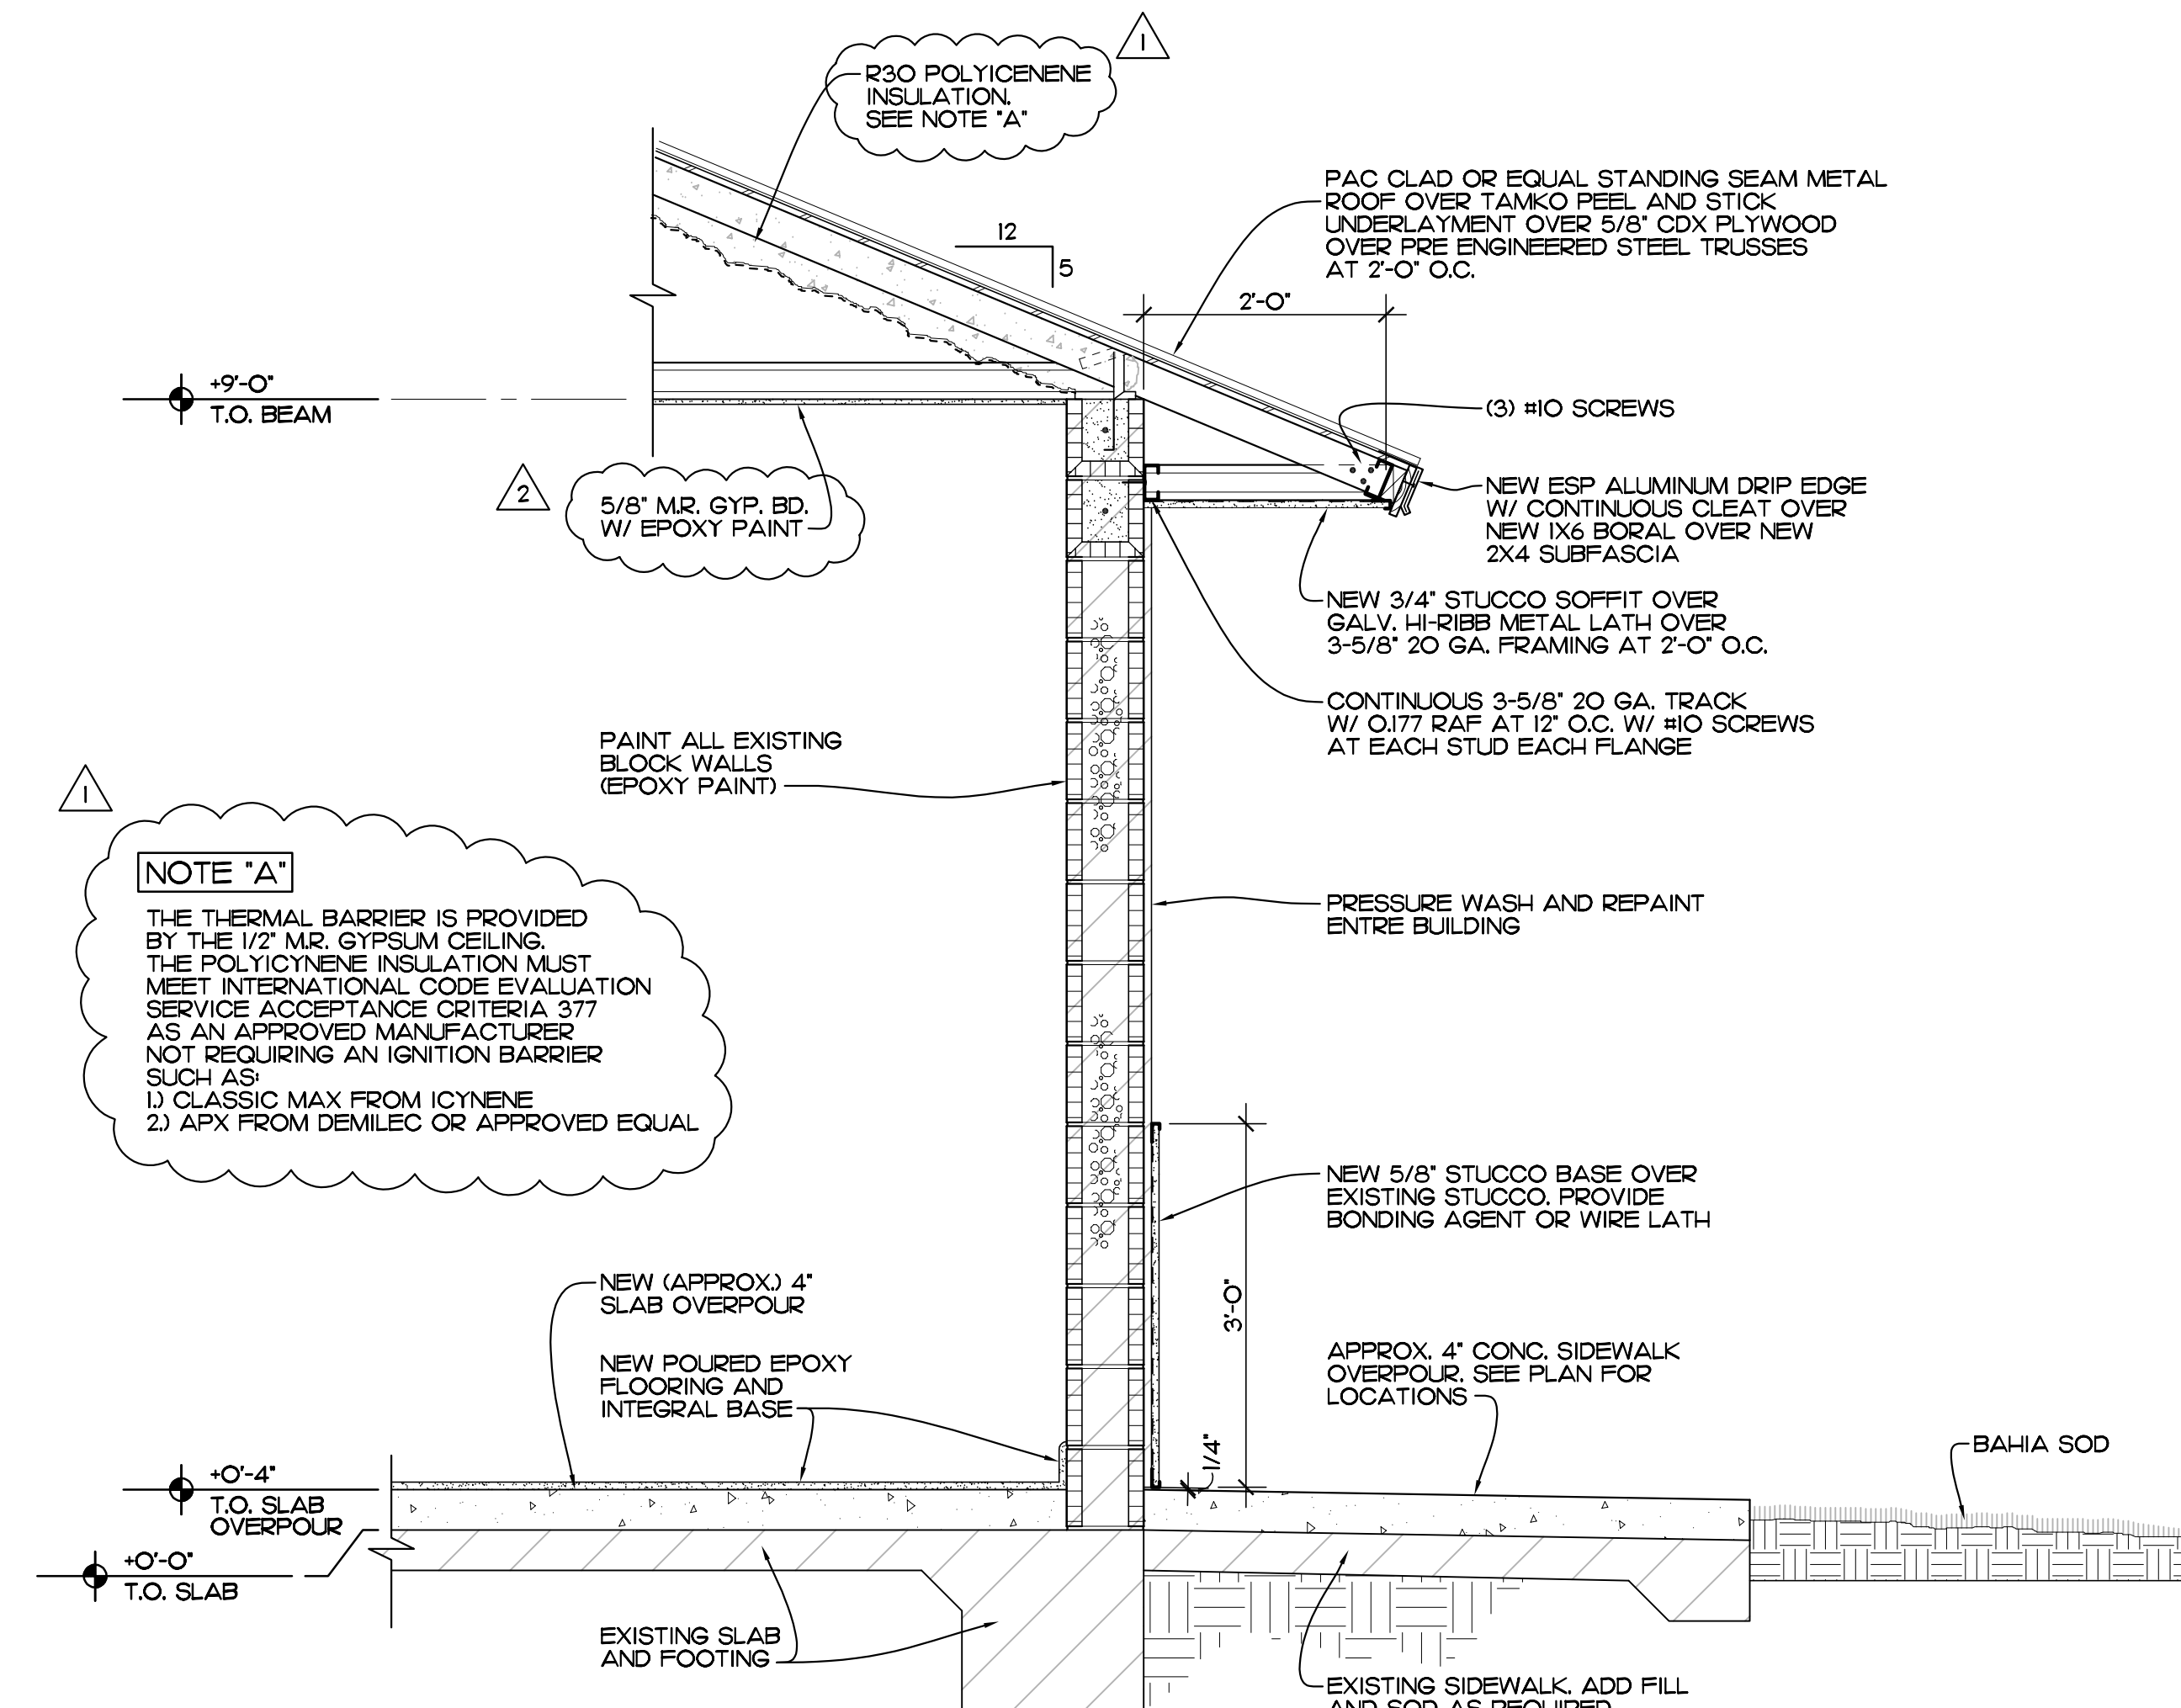 1
R30 POLYICENENE
INSULATION.
SEE NOTE "A"
PAC CLAD OR EQUAL STANDING SEAM METAL
ROOF OVER TAMKO PEEL AND STICK
UNDERLAYMENT OVER 5/8" CDX PLYWOOD
OVER PRE ENGINEERED STEEL TRUSSES
AT 2'-0" O.C.
12
5
2'-0"
+9'-0"
T.O. BEAM
(3) #10 SCREWS
2
5/8" M.R. GYP. BD.
W/ EPOXY PAINT
NEW ESP ALUMINUM DRIP EDGE
W/ CONTINUOUS CLEAT OVER
NEW 1X6 BORAL OVER NEW
2X4 SUBFASCIA
NEW 3/4" STUCCO SOFFIT OVER
GALV. HI-RIBB METAL LATH OVER
3-5/8" 20 GA. FRAMING AT 2'-0" O.C.
CONTINUOUS 3-5/8" 20 GA. TRACK
W/ 0.177 RAF AT 12" O.C. W/ #10 SCREWS
AT EACH STUD EACH FLANGE
PAINT ALL EXISTING
BLOCK WALLS
(EPOXY PAINT)
1
NOTE "A"
THE THERMAL BARRIER IS PROVIDED
BY THE 1/2" M.R. GYPSUM CEILING.
THE POLYICYNENE INSULATION MUST
MEET INTERNATIONAL CODE EVALUATION
SERVICE ACCEPTANCE CRITERIA 377
AS AN APPROVED MANUFACTURER
NOT REQUIRING AN IGNITION BARRIER
SUCH AS:
1.) CLASSIC MAX FROM ICYNENE
2.) APX FROM DEMILEC OR APPROVED EQUAL
PRESSURE WASH AND REPAINT
ENTRE BUILDING
NEW 5/8" STUCCO BASE OVER
EXISTING STUCCO. PROVIDE
BONDING AGENT OR WIRE LATH
3'-0"
NEW (APPROX.) 4"
SLAB OVERPOUR
NEW POURED EPOXY
FLOORING AND
INTEGRAL BASE
APPROX. 4" CONC. SIDEWALK
OVERPOUR. SEE PLAN FOR
LOCATIONS
1/4"
BAHIA SOD
+0'-4"
T.O. SLAB
OVERPOUR
+0'-0"
T.O. SLAB
EXISTING SLAB
AND FOOTING
EXISTING SIDEWALK. ADD FILL
AND SOD AS REQUIRED